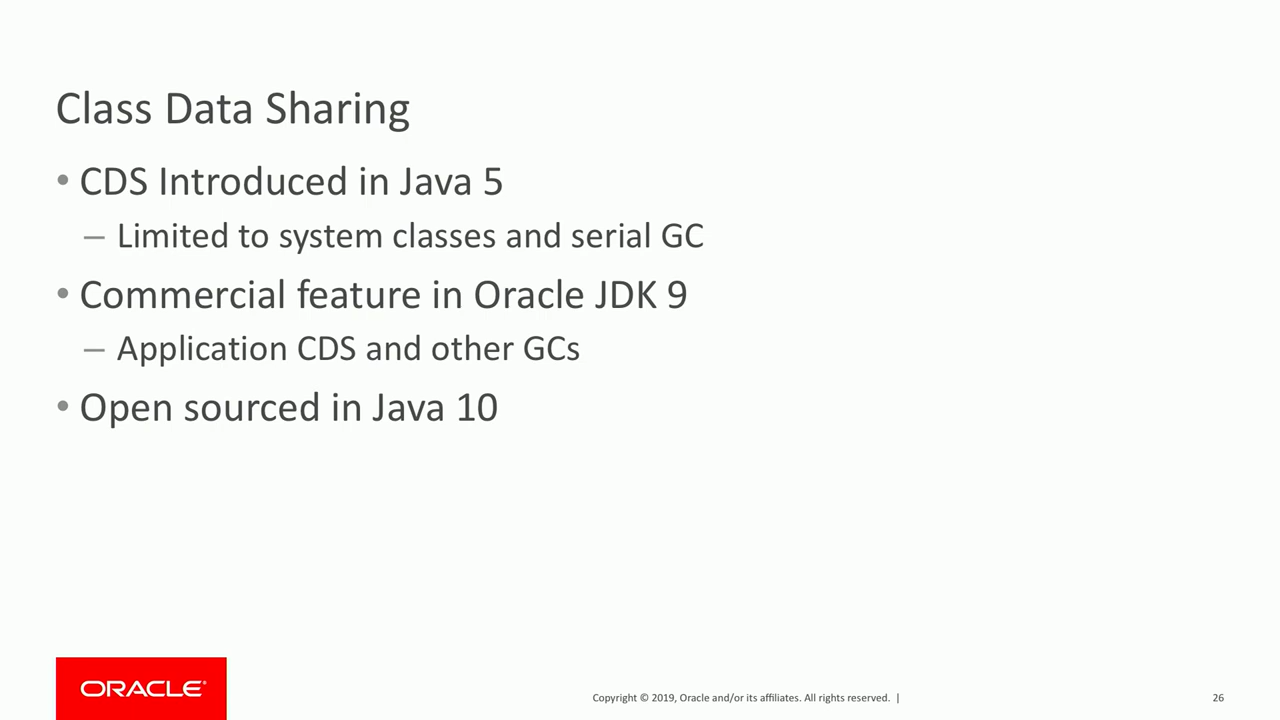 Class Data Sharing
• CDS Introduced in Java 5
– Limited to system classes and serial GC
• Commercial feature in Oracle JDK 9
– Application CDS and other GCs
• Open sourced in Java 10
ORACLE®
Copyright © 2019, Oracle and/or its affiliates. All rights reserved. |
26